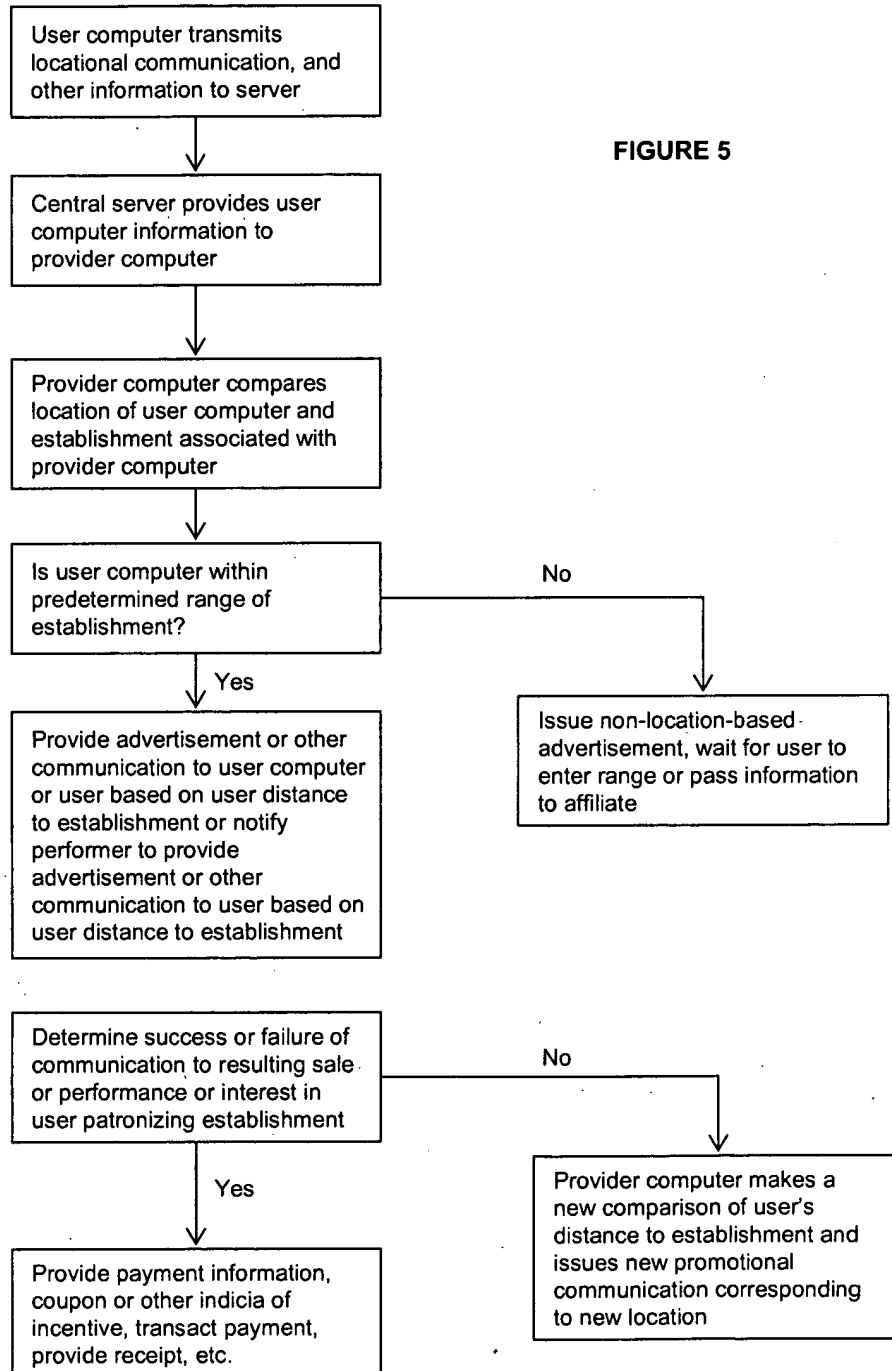 User computer transmits
locational communication, and
other information to server
FIGURE 5
Central server provides user
computer information to
provider computer
Provider computer compares
location of user computer and
establishment associated with
provider computer
Is user computer within
predetermined range of
establishment?
No
Yes
Provide advertisement or other
communication to user computer
or user based on user distance
to establishment or notify
performer to provide
advertisement or other
communication to user based on
user distance to establishment
Issue non-location-based
advertisement, wait for user to
enter range or pass information
to affiliate
Determine success or failure of
communication to resulting sale
or performance or interest in
user patronizing establishment
No
Yes
Provider computer makes a
new comparison of user's
distance to establishment and
issues new promotional
communication corresponding
to new location
Provide payment information,
coupon or other indicia of
incentive, transact payment,
provide receipt, etc.